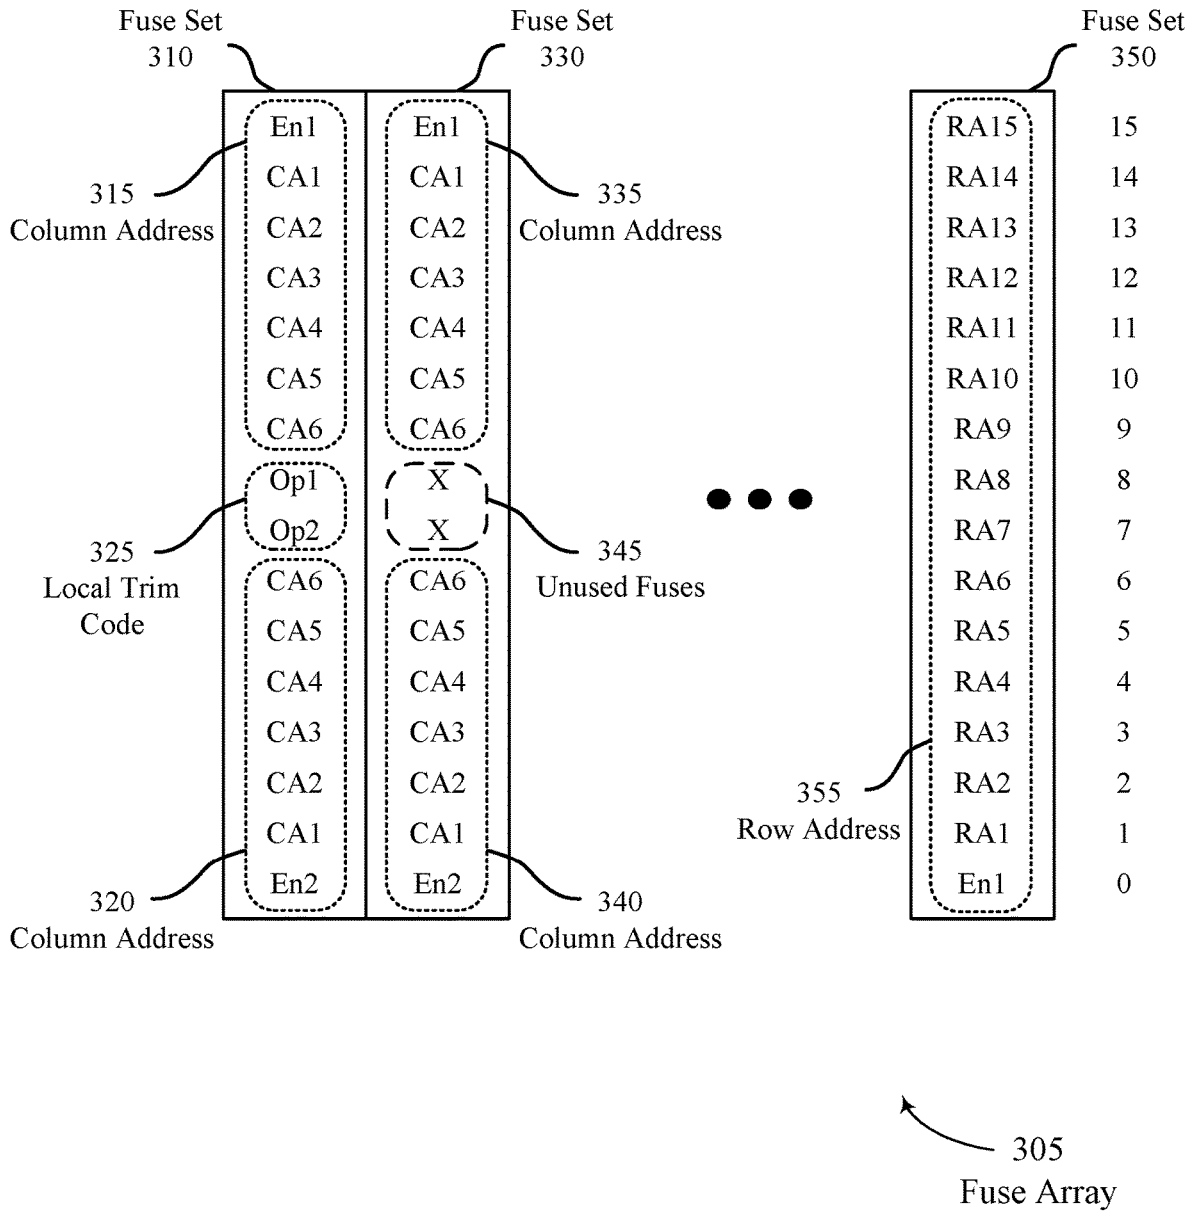 Fuse Set
310
Fuse Set
330
Fuse Set
350
En1 En1 RA15 15
CA1 CA1 RA14 14
315
Column Address
335
Column Address
CA2 CA2 RA13 13
CA3 CA3 RA12 12
CA4 CA4 RA11 11
CA5 CA5 RA10 10
CA6 CA6 RA9 9
Op1 X RA8 8
Op2 X RA7 7
325
Local Trim
Code
345
Unused Fuses
CA6 CA6 RA6 6
CA5 CA5 RA5 5
CA4 CA4 RA4 4
CA3 CA3 RA3 3
CA2 CA2 RA2 2
355
Row Address
CA1 CA1 RA1 1
En2 En2 En1 0
320
Column Address
340
Column Address
305
Fuse Array